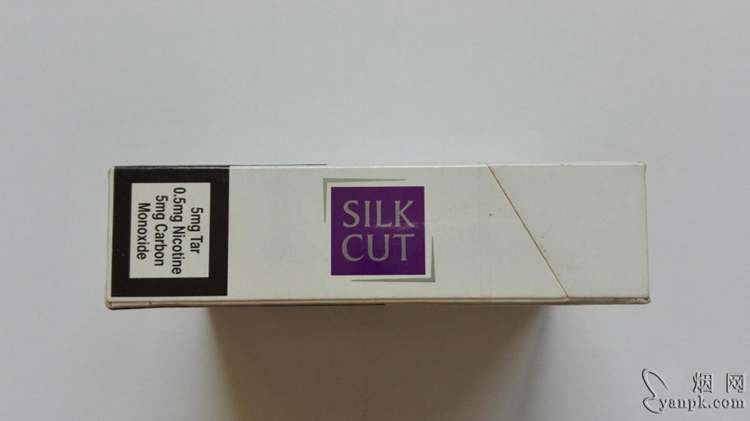 5mg Tar
0.5mg Nicotine
5mg Carbon
Monoxide
SILK
CUT
烟网
yanpk.com